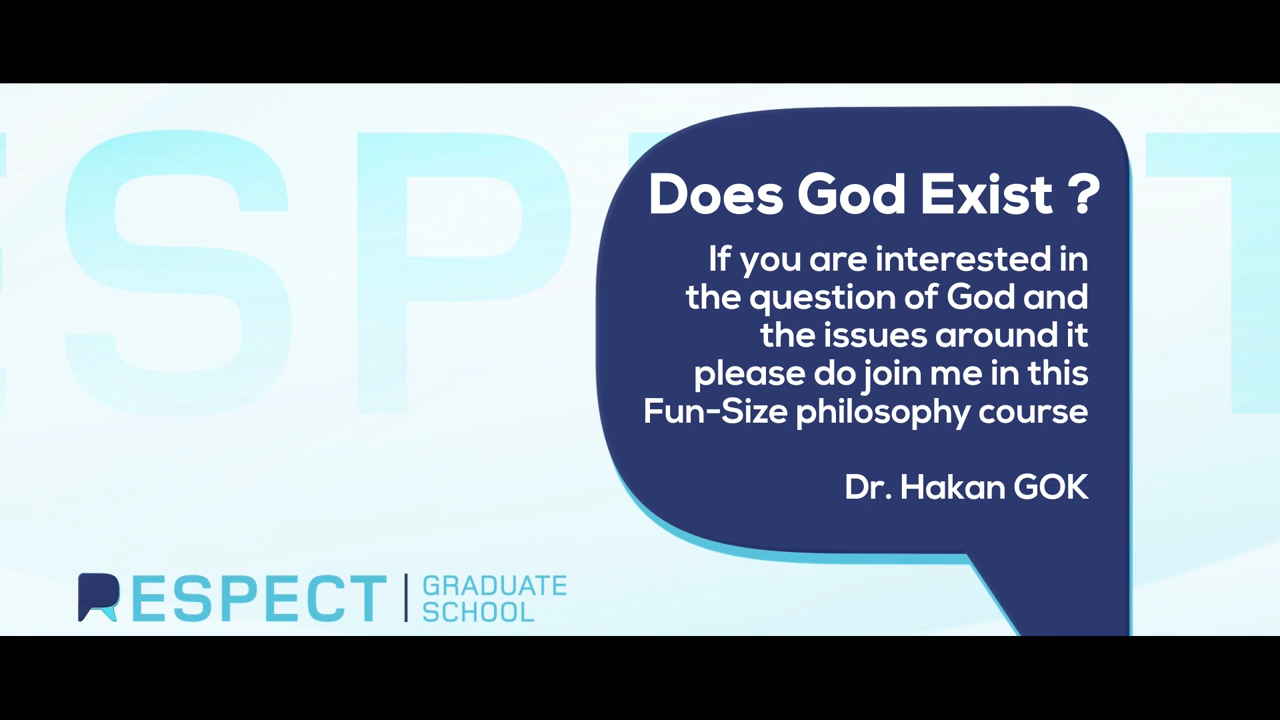 ESPECT
Does God Exist ?
If you are interested in
the question of God and
the issues around it
please do join me in this
Fun-Size philosophy course
Dr. Hakan GOK
RESPECT
GRADUATE
SCHOOL